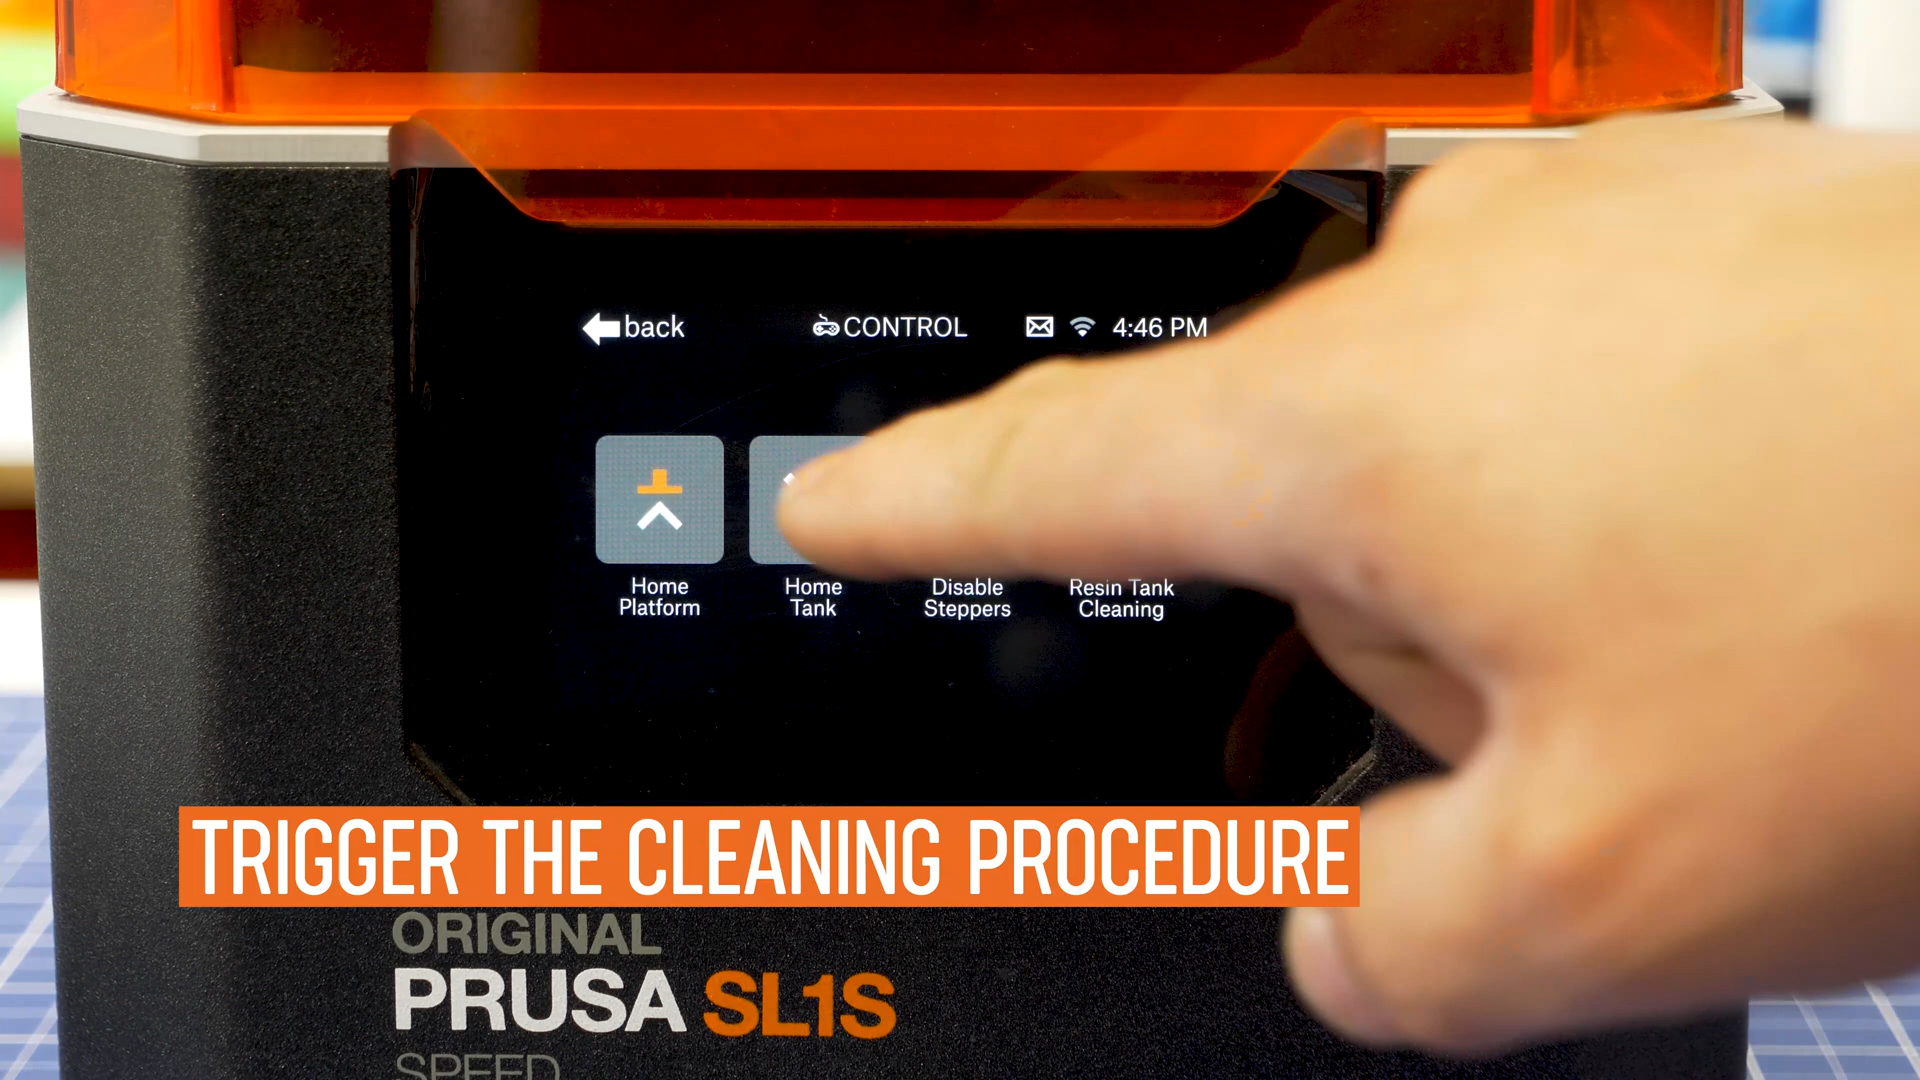 back
CONTROL
4:46 PM
Home
Platform
Home
Tank
Disable
Steppers
Resin Tank
Cleaning
TRIGGER THE CLEANING PROCEDURE
ORIGINAL
PRUSA SL1S
SPEED